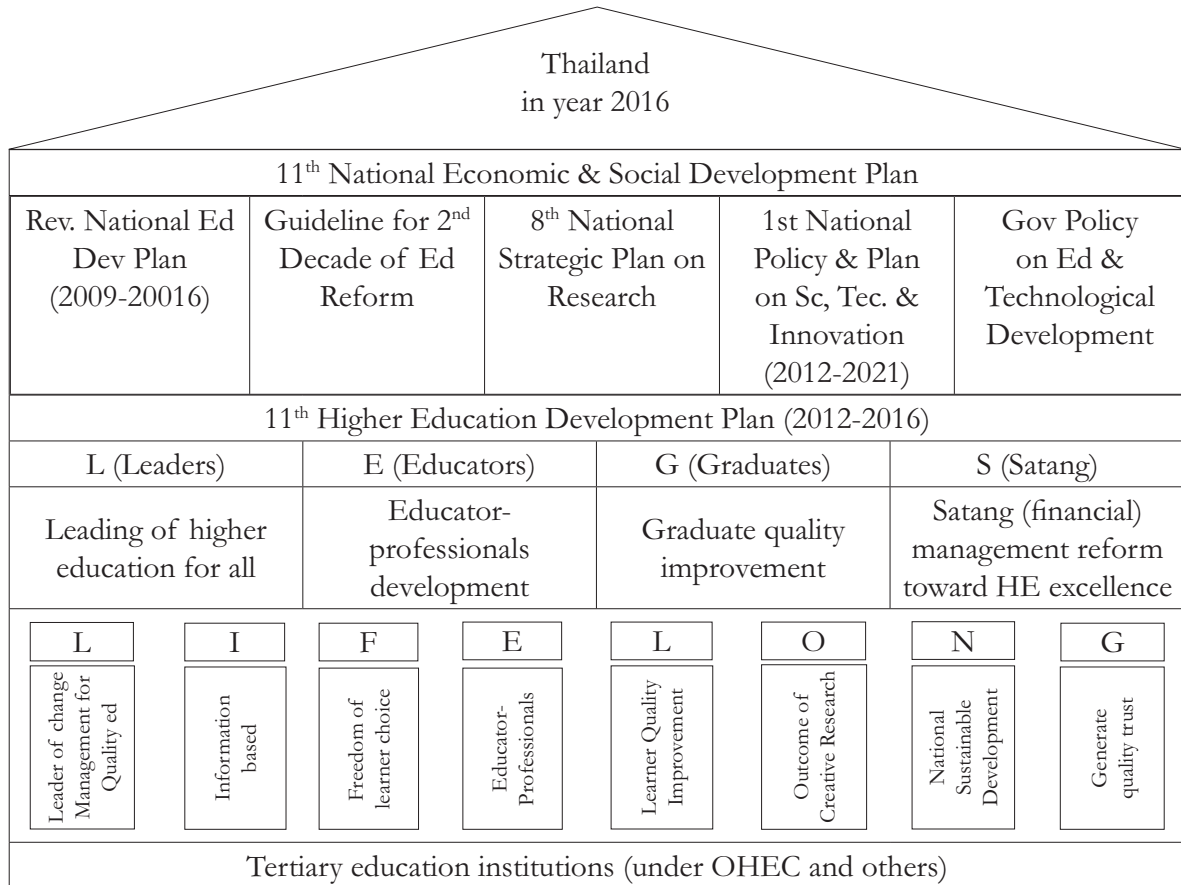 Thailand
in year 2016
11th National Economic & Social Development Plan
Rev. National Ed
Dev Plan
(2009-20016)
Guideline for 2nd
Decade of Ed
Reform
8th National
Strategic Plan on
Research
1st National
Policy & Plan
on Sc, Tec. &
Innovation
(2012-2021)
Gov Policy
on Ed &
Technological
Development
11th Higher Education Development Plan (2012-2016)
L (Leaders)
E (Educators)
G (Graduates)
S (Satang)
Leading of higher
education for all
Educator-
professionals
development
Graduate quality
improvement
Satang (financial)
management reform
toward HE excellence
L
I
F
E
L
O
N
G
Leader of change
Management for
Quality ed
Information
based
Freedom of
learner choice
Educator-
Professionals
Learner Quality
Improvement
Outcome of
Creative Research
National
Sustainable
Development
Generate
quality trust
Tertiary education institutions (under OHEC and others)